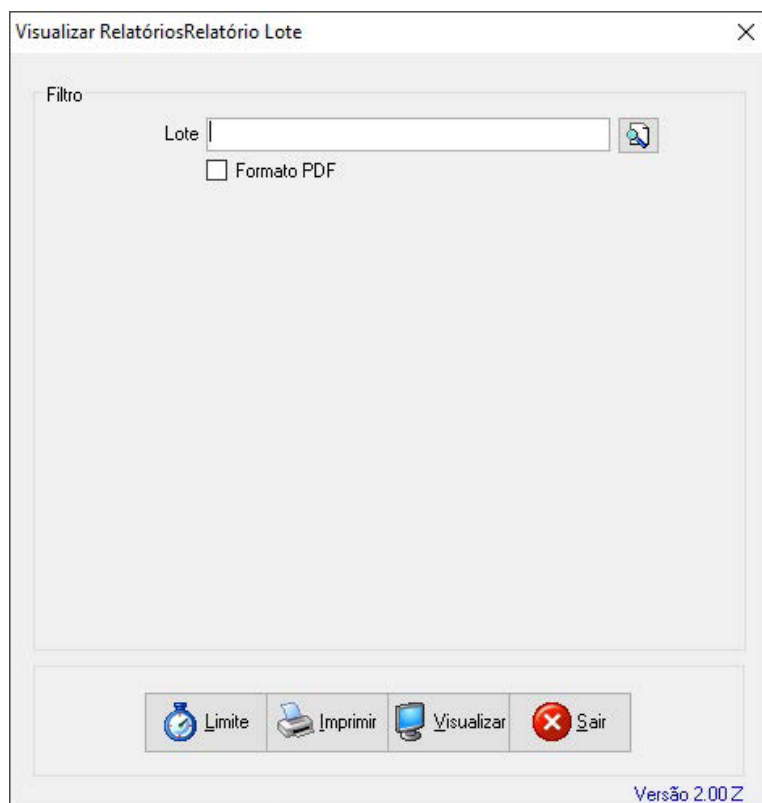 Visualizar RelatóriosRelatório Lote
Filtro
Lote
Formato PDF
Limite Imprimir Visualizar Sair
Versão 2.00 Z